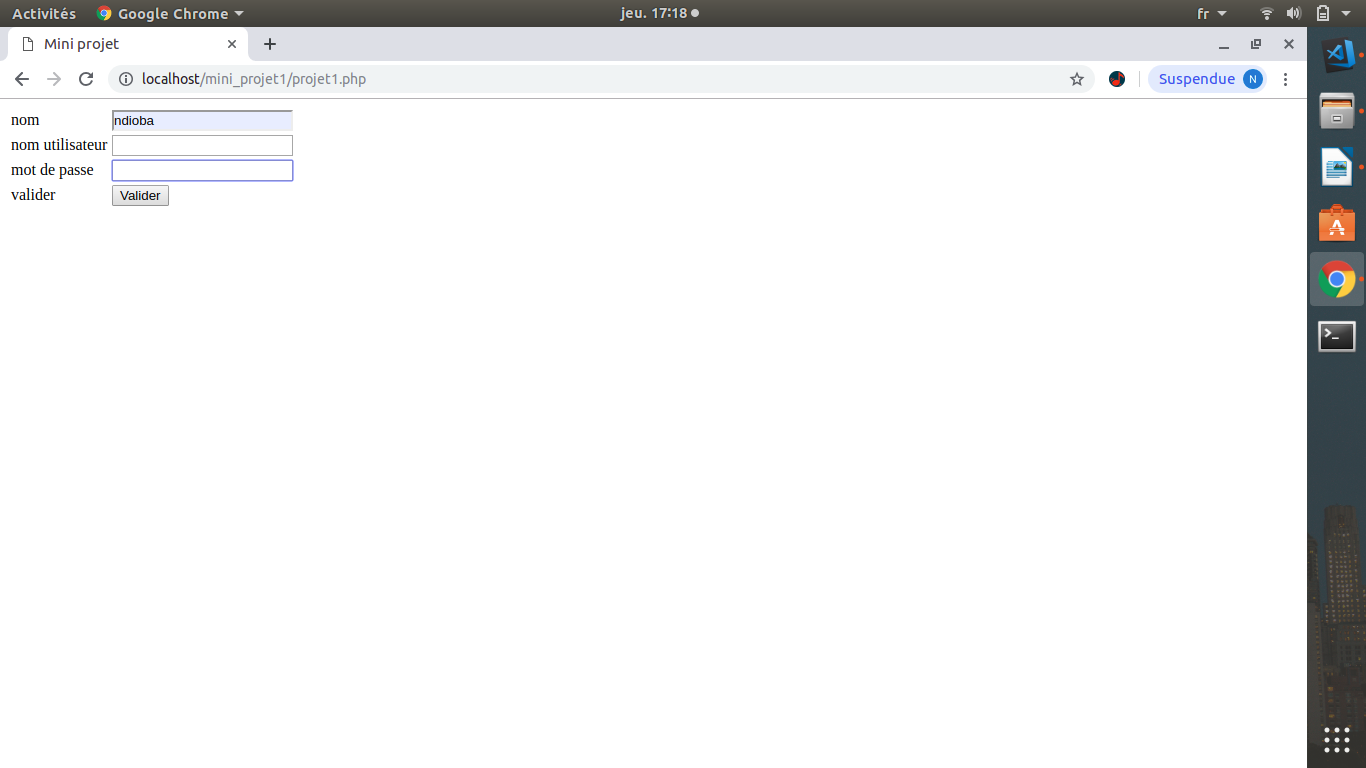 Activités Google Chrome jeu. 17:18 fr
Mini projet
localhost/mini_projet1/projet1.php Suspendue N
nom ndioba
nom utilisateur
mot de passe
valider Valider